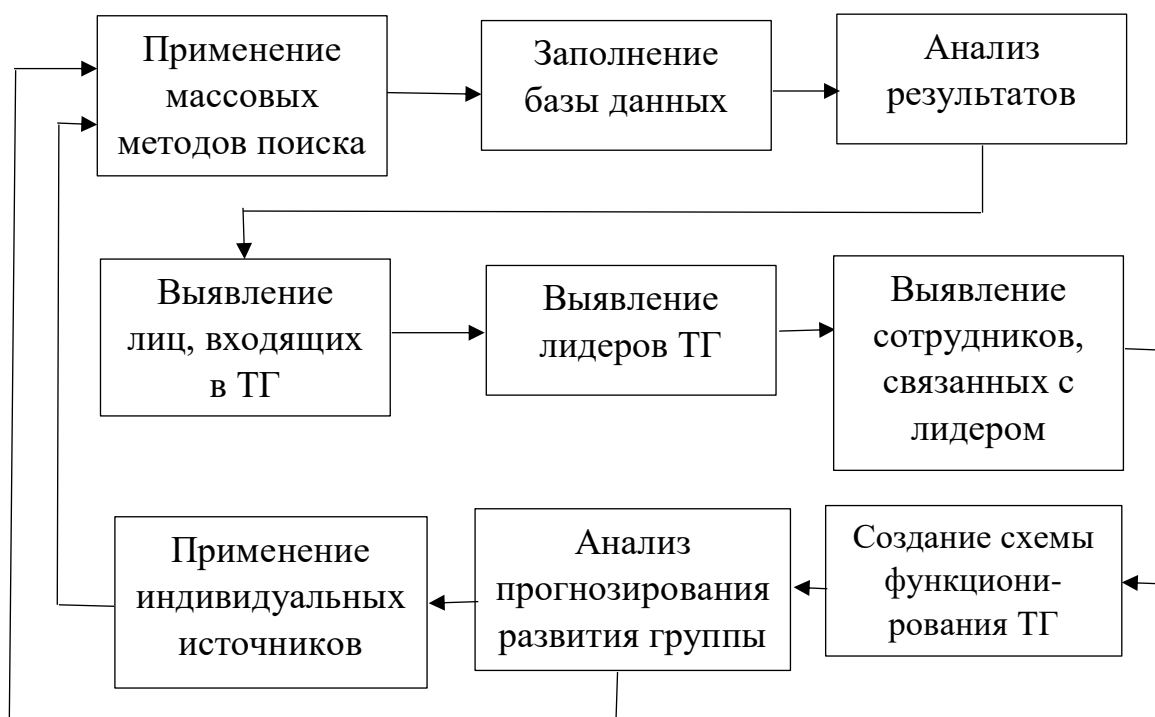 Применение
массовых
методов поиска
Заполнение
базы данных
Анализ
результатов
Выявление
лиц, входящих
в ТГ
Выявление
лидеров ТГ
Выявление
сотрудников,
связанных с
лидером
Применение
индивидуальных
источников
Анализ
прогнозирования
развития группы
Создание схемы
функциони-
рования ТГ